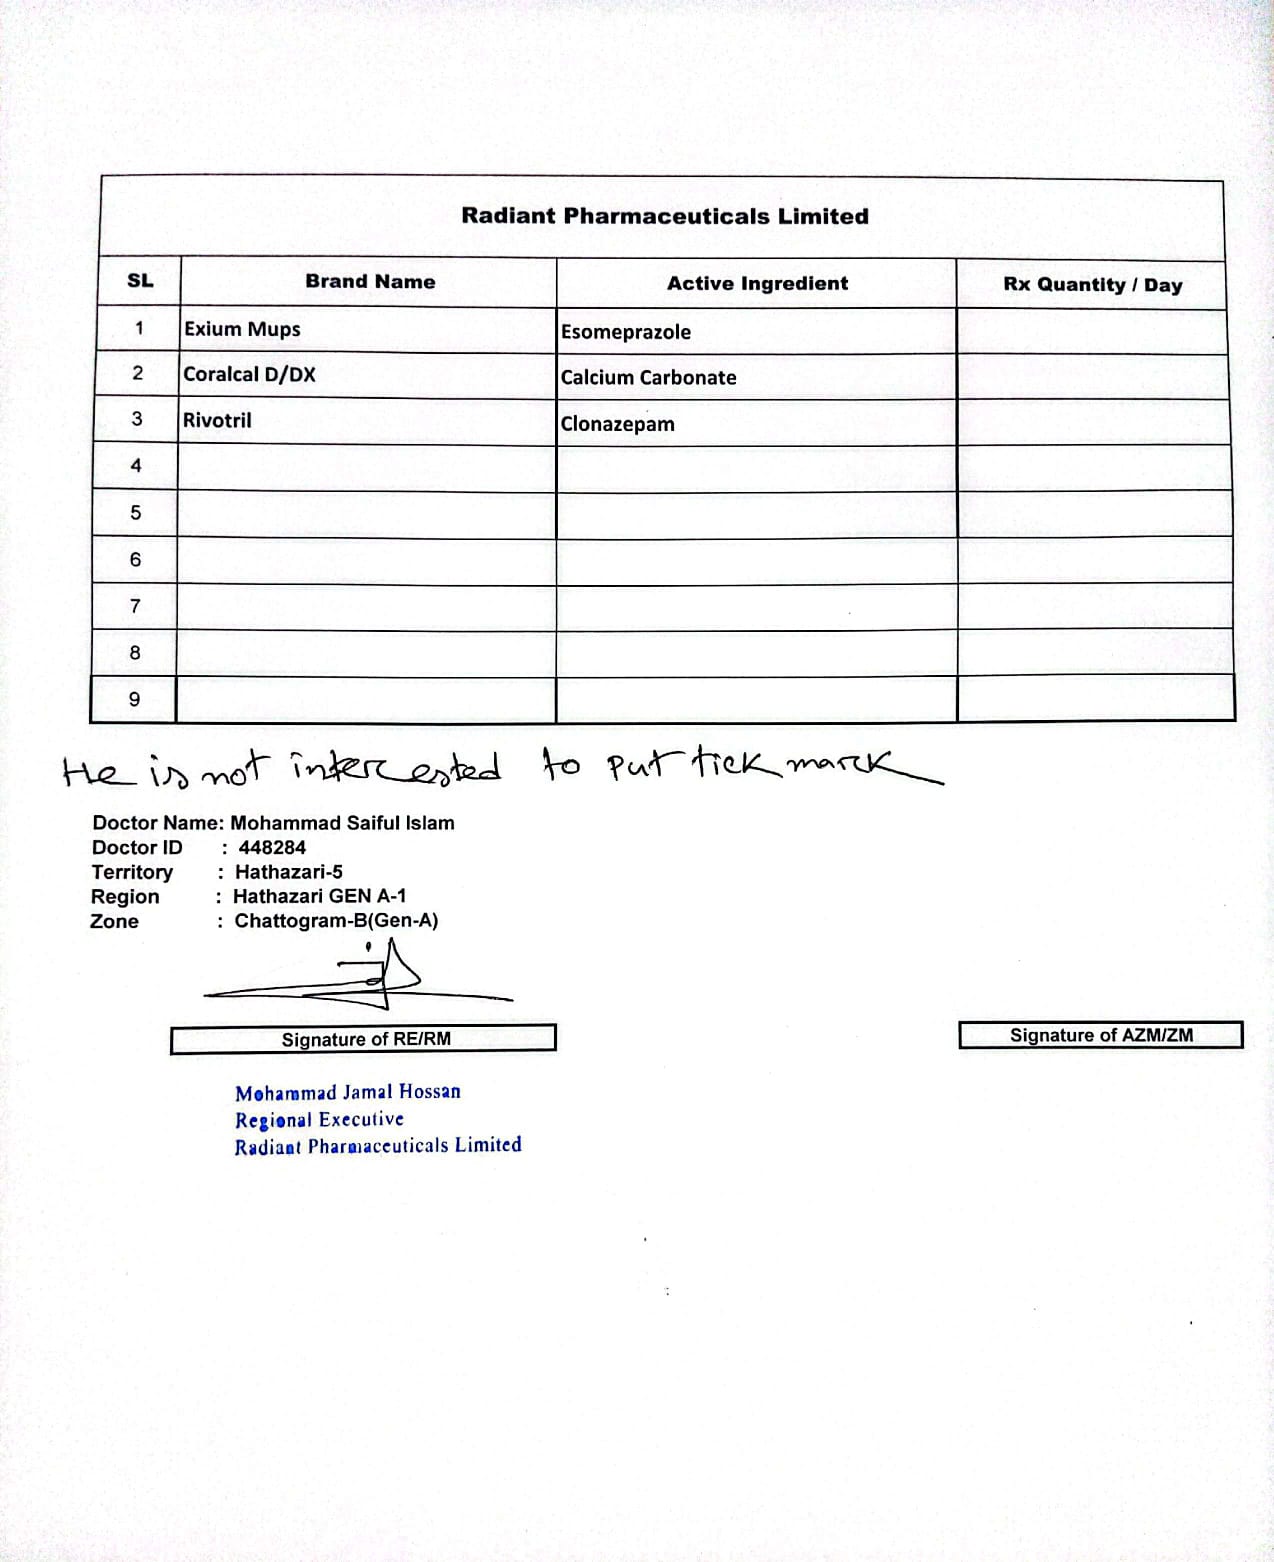 Radiant Pharmaceuticals Limited
SL Brand Name Active Ingredient Rx Quantity / Day
1 Exium Mups Esomeprazole
2 Coralcal D/DX Calcium Carbonate
3 Rivotril Clonazepam
4
5
6
7
8
9
He is not interested to put tick marck
Doctor Name: Mohammad Saiful Islam
Doctor ID : 448284
Territory : Hathazari-5
Region : Hathazari GEN A-1
Zone : Chattogram-B(Gen-A)
Signature of RE/RM Signature of AZM/ZM
Mohammad Jamal Hossan
Regional Executive
Radiant Pharmaceuticals Limited